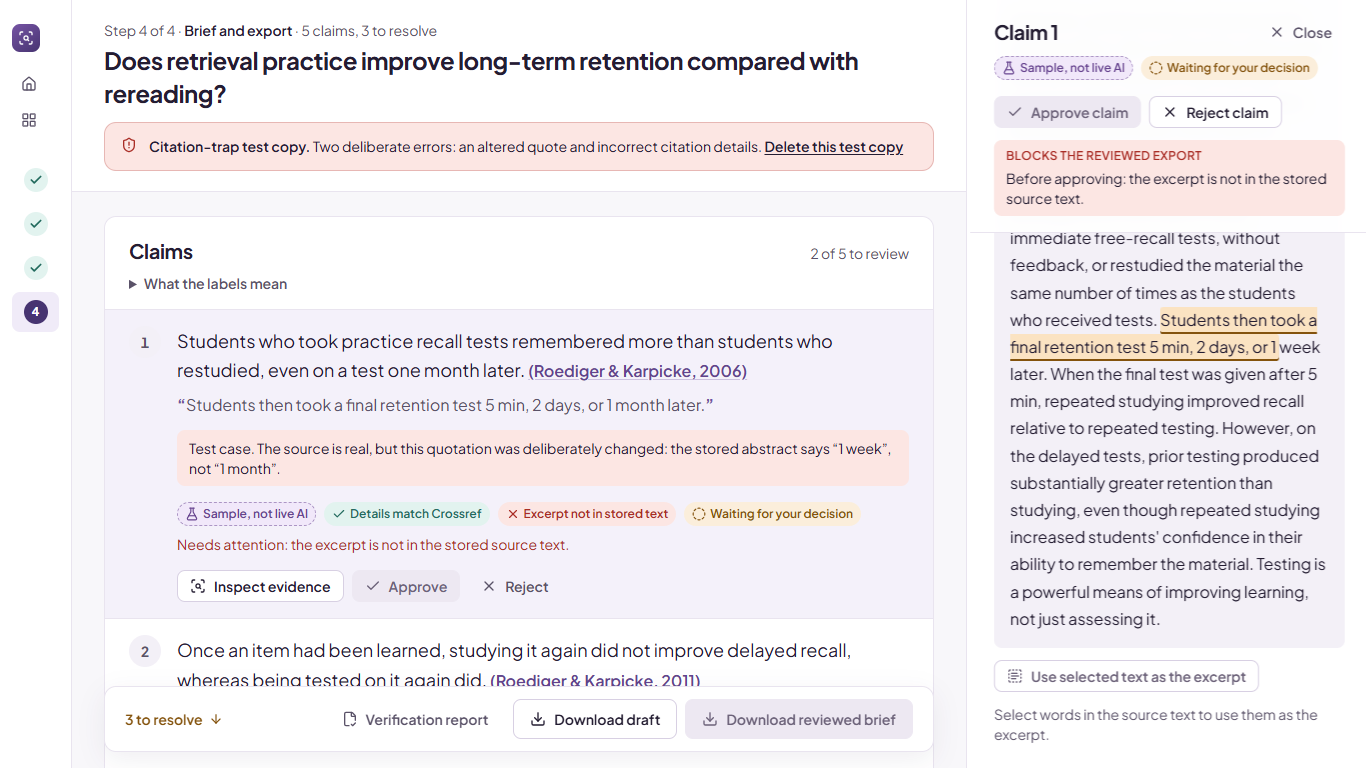 Step 4 of 4 · Brief and export · 5 claims, 3 to resolve
Does retrieval practice improve long-term retention compared with
rereading?
Citation-trap test copy. Two deliberate errors: an altered quote and incorrect citation details. Delete this test copy
4
Claims
2 of 5 to review
What the labels mean
1
Students who took practice recall tests remembered more than students who
restudied, even on a test one month later. (Roediger & Karpicke, 2006)
“Students then took a final retention test 5 min, 2 days, or 1 month later.”
Test case. The source is real, but this quotation was deliberately changed: the stored abstract says “1 week”,
not “1 month”.
Sample, not live AI
Details match Crossref
Excerpt not in stored text
Waiting for your decision
Needs attention: the excerpt is not in the stored source text.
Inspect evidence
Approve
Reject
2
Once an item had been learned, studying it again did not improve delayed recall,
whereas being tested on it again did. (Roediger & Karpicke, 2011)
3 to resolve
Verification report
Download draft
Download reviewed brief
Claim 1
Close
Sample, not live AI
Waiting for your decision
Approve claim
Reject claim
BLOCKS THE REVIEWED EXPORT
Before approving: the excerpt is not in the stored
source text.
immediate free-recall tests, without
feedback, or restudied the material the
same number of times as the students
who received tests. Students then took a
final retention test 5 min, 2 days, or 1 week
later. When the final test was given after 5
min, repeated studying improved recall
relative to repeated testing. However, on
the delayed tests, prior testing produced
substantially greater retention than
studying, even though repeated studying
increased students' confidence in their
ability to remember the material. Testing is
a powerful means of improving learning,
not just assessing it.
Use selected text as the excerpt
Select words in the source text to use them as the
excerpt.